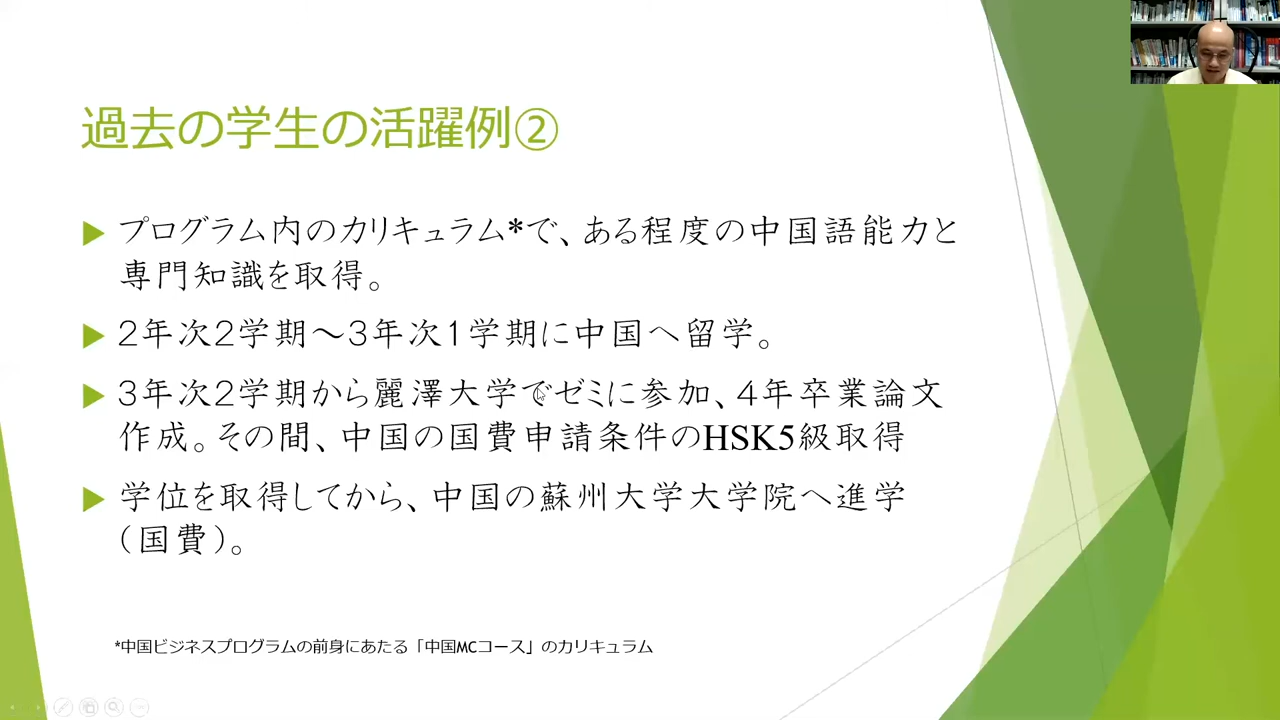 過去の学生の活躍例②
プログラム内のカリキュラム*で、ある程度の中国語能力と
専門知識を取得。
２年次２学期～３年次１学期に中国へ留学。
３年次２学期から麗澤大学でゼミに参加、４年卒業論文
作成。その間、中国の国費申請条件のHSK5級取得
学位を取得してから、中国の蘇州大学大学院へ進学
（国費）。
*中国ビジネスプログラムの前身にあたる「中国MCコース」のカリキュラム